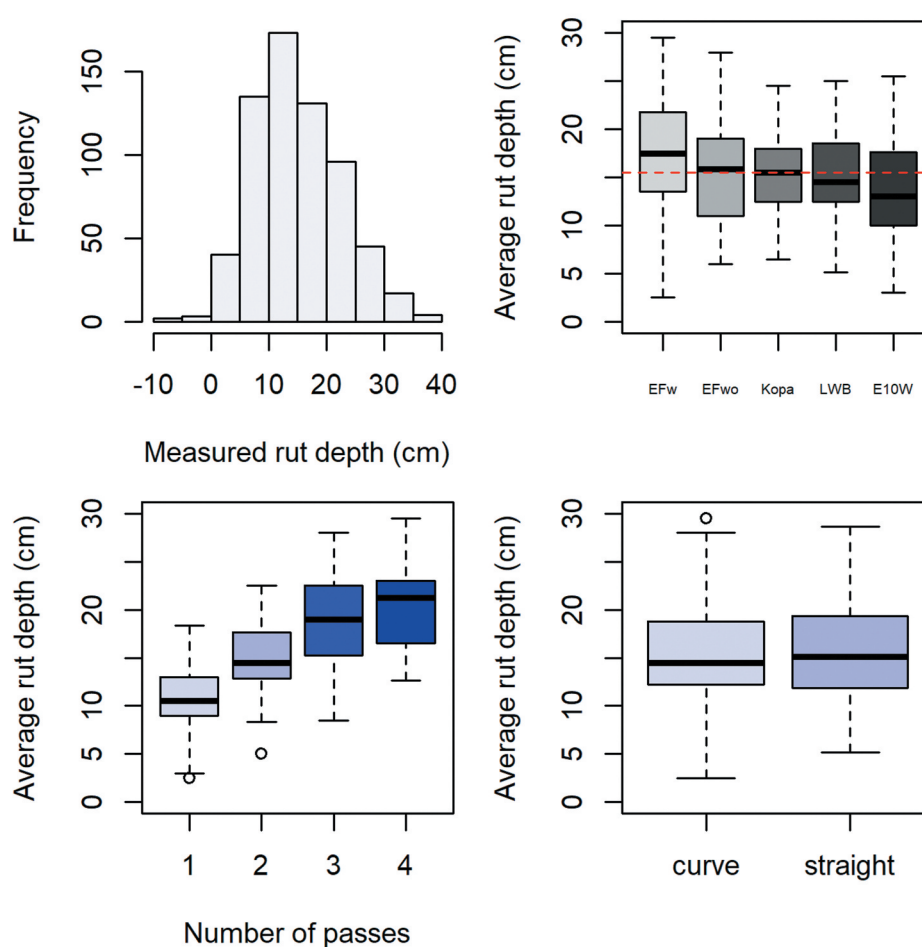 Frequency
0
50
100
150
-10 0 10 20 30 40
Measured rut depth (cm)
Average rut depth (cm)
0
5
10
20
30
EFw EFwo Kopa LWB E10W
Average rut depth (cm)
0
5
10
20
30
1 2 3 4
Number of passes
Average rut depth (cm)
0
5
10
20
30
curve straight